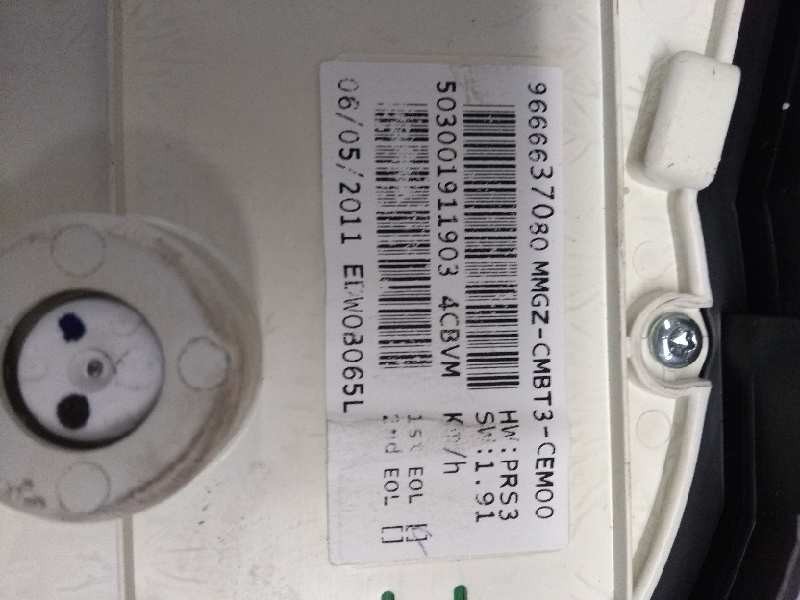 9666637080 MMGZ-CMBT3-CEM00
HW:PRS3
SW:1.91
503001911903 4CBVM Km/h
1st EOL [✓]
2nd EOL []
06/05/2011 EDW0B065L